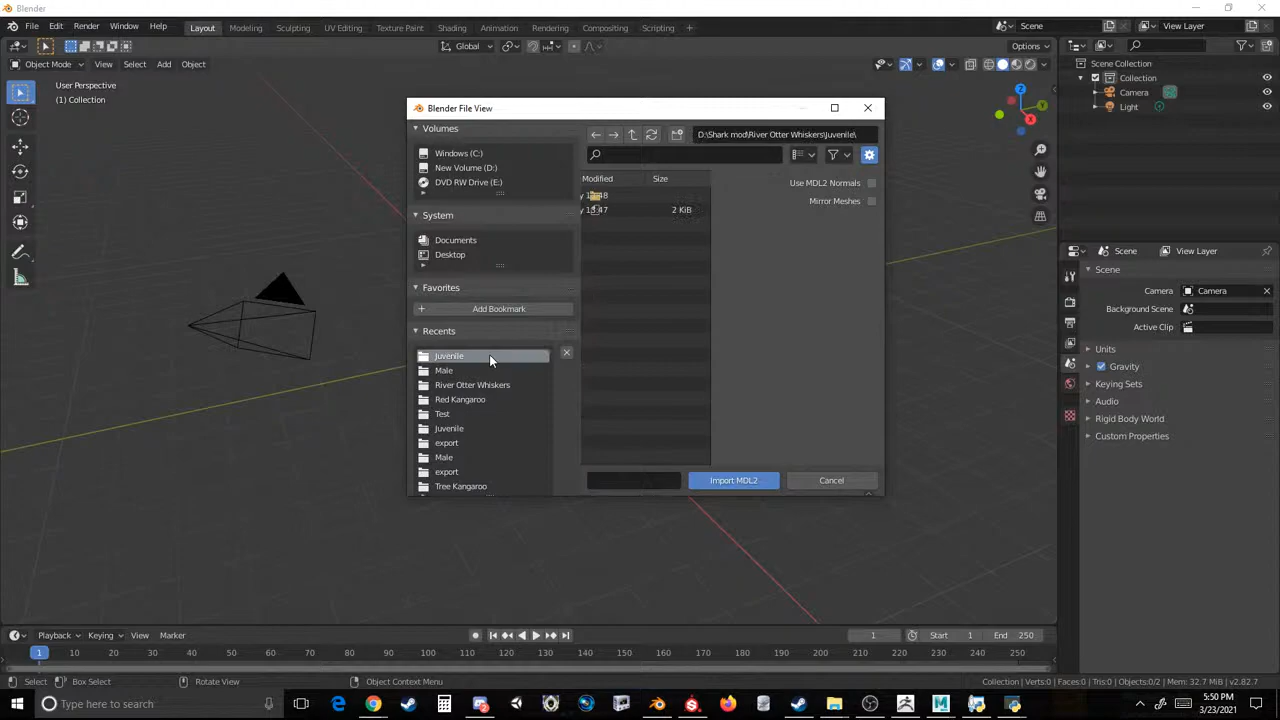 Blender
File Edit Render Window Help Layout Modeling Sculpting UV Editing Texture Paint Shading Animation Rendering Compositing Scripting + Scene View Layer
Global Options
Object Mode View Select Add Object
User Perspective
(1) Collection
Z
Y
X
Scene Collection
Collection
Camera
Light
Blender File View
Volumes
Windows (C:)
New Volume (D:)
DVD RW Drive (E:)
System
Documents
Desktop
Favorites
Add Bookmark
Recents
Juvenile
Male
River Otter Whiskers
Red Kangaroo
Test
Juvenile
export
Male
export
Tree Kangaroo
D:\Shark mod\River Otter Whiskers\Juvenile\
Modified Size
2 KiB
Use MDL2 Normals
Mirror Meshes
Import MDL2
Cancel
Scene View Layer
Scene
Camera Camera
Background Scene
Active Clip
Units
Gravity
Keying Sets
Audio
Rigid Body World
Custom Properties
Playback Keying View Marker 1 Start 1 End 250
1 10 20 30 40 50 60 70 80 90 100 110 120 130 140 150 160 170 180 190 200 210 220 230 240 250
Select Box Select Rotate View Object Context Menu Collection | Verts:0 | Faces:0 | Tris:0 | Objects:0/2 | Mem: 32.7 MiB | v2.82.7
Type here to search
5:50 PM
3/23/2021